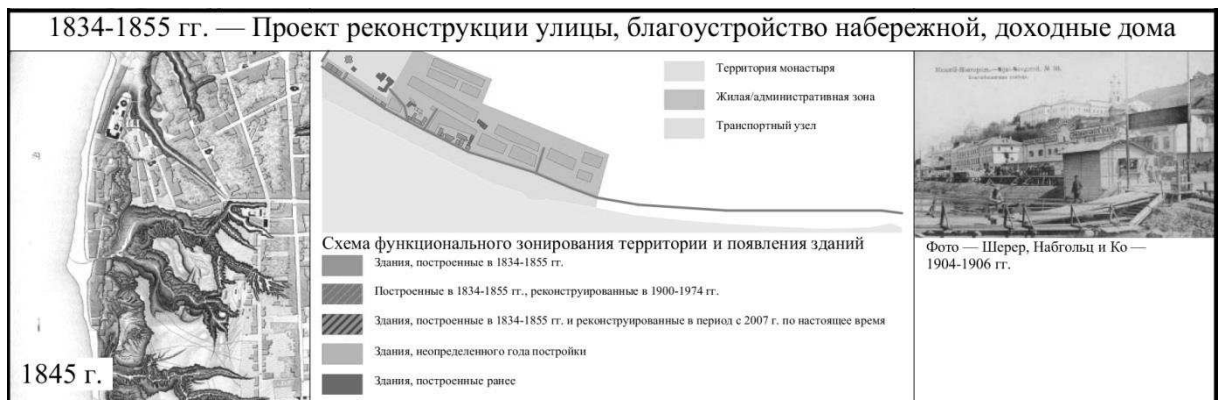 1834-1855 гг. — Проект реконструкции улицы, благоустройство набережной, доходные дома
1845 г.
Территория монастыря
Жилая/административная зона
Транспортный узел
Схема функционального зонирования территории и появления зданий
Здания, построенные в 1834-1855 гг.
Построенные в 1834-1855 гг., реконструированные в 1900-1974 гг.
Здания, построенные в 1834-1855 гг. и реконструированные в период с 2007 г. по настоящее время
Здания, неопределенного года постройки
Здания, построенные ранее
Фото — Шерер, Набгольц и Ко —
1904-1906 гг.